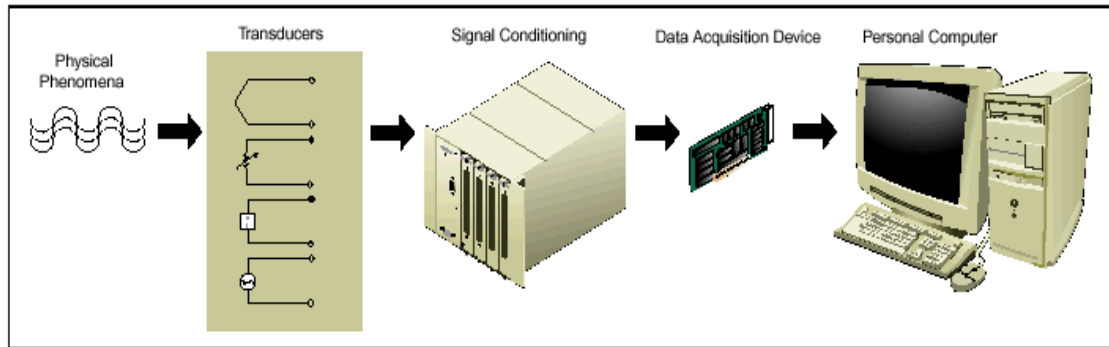 Physical
Phenomena
Transducers
Signal Conditioning
Data Acquisition Device
Personal Computer